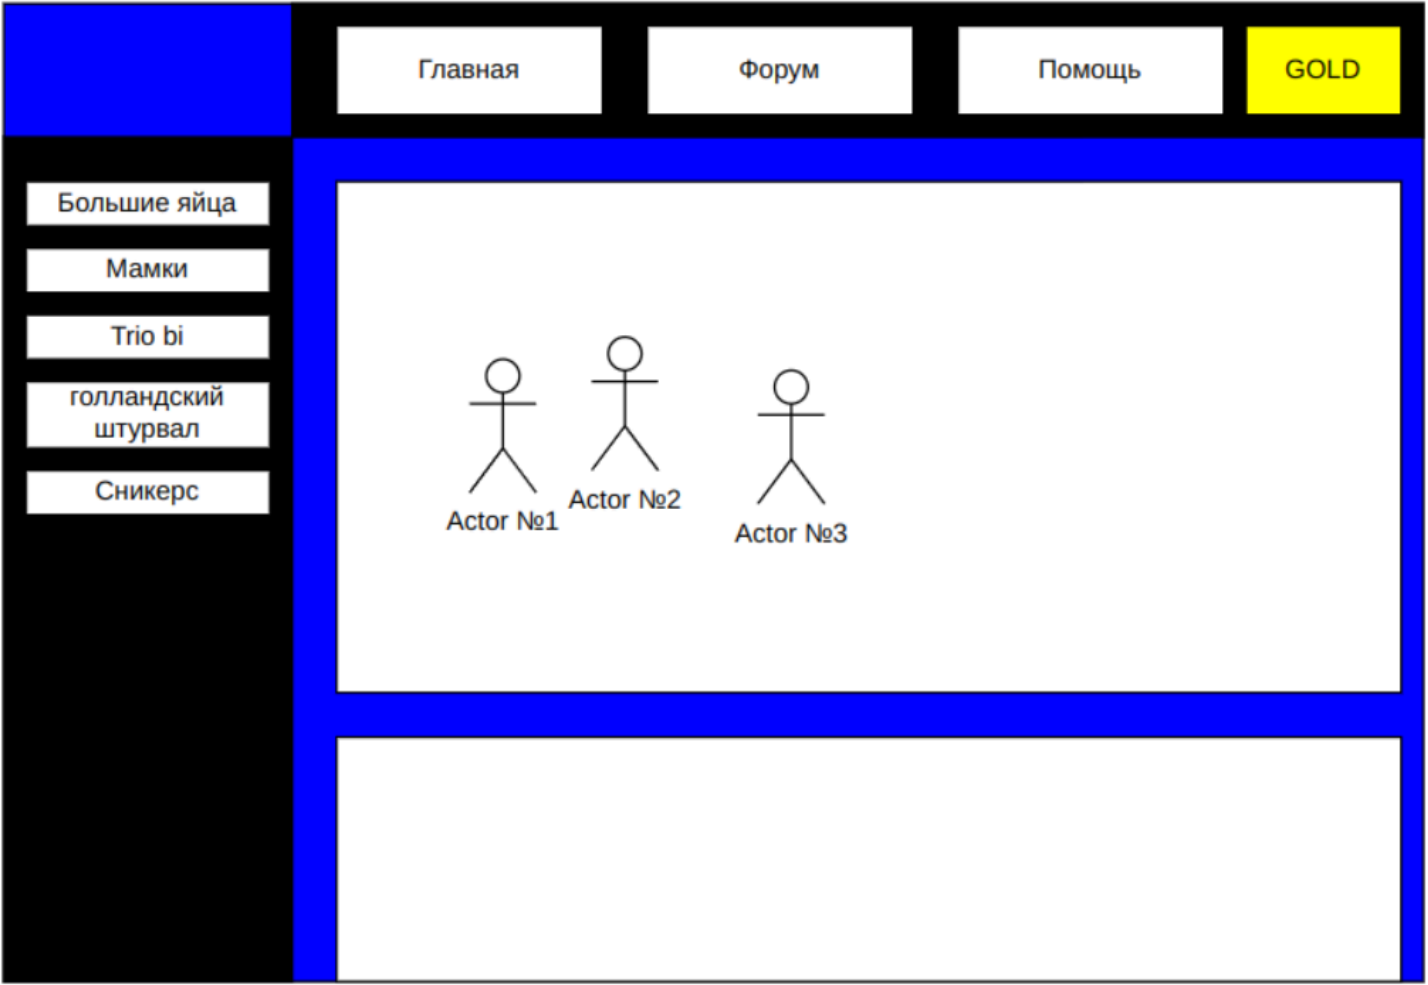 Главная
Форум
Помощь
GOLD
Большие яйца
Мамки
Trio bi
голландский
штурвал
Сникерс
Actor №1
Actor №2
Actor №3